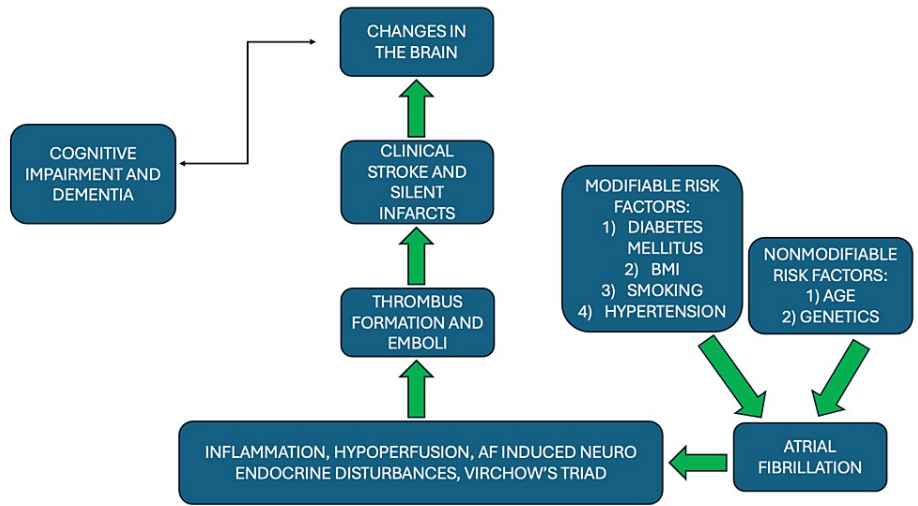 CHANGES IN
THE BRAIN
COGNITIVE
IMPAIRMENT AND
DEMENTIA
CLINICAL
STROKE AND
SILENT
INFARCTS
THROMBUS
FORMATION AND
EMBOLI
MODIFIABLE RISK
FACTORS:
1) DIABETES
MELLITUS
2) BMI
3) SMOKING
4) HYPERTENSION
NONMODIFIABLE
RISK FACTORS:
1) AGE
2) GENETICS
ATRIAL
FIBRILLATION
INFLAMMATION, HYPOPERFUSION, AF INDUCED NEURO
ENDOCRINE DISTURBANCES, VIRCHOW'S TRIAD